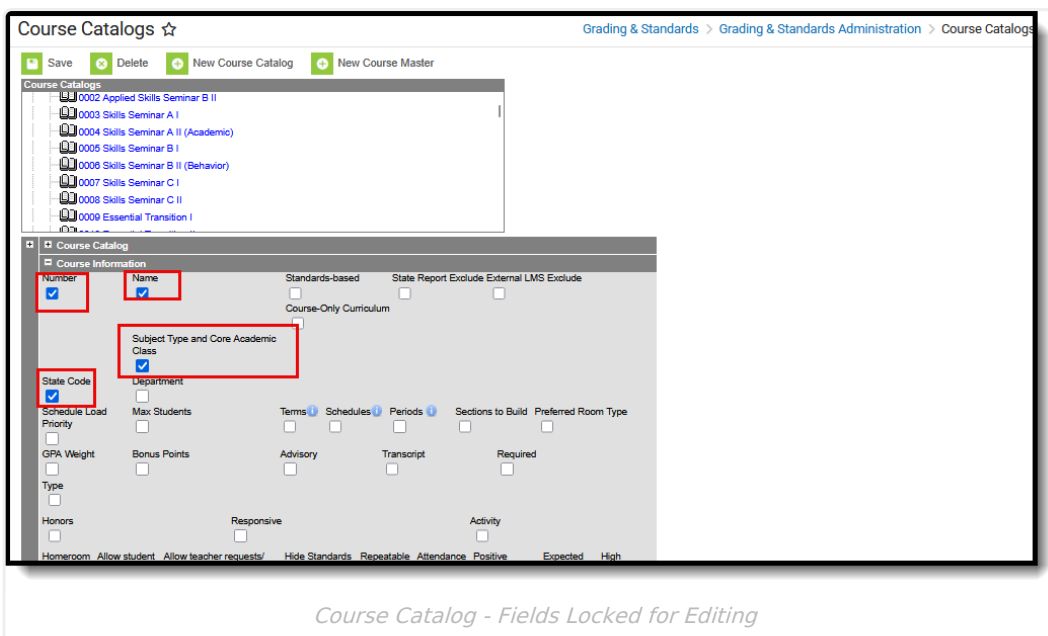 Course Catalogs
Grading & Standards > Grading & Standards Administration > Course Catalogs
Save Delete New Course Catalog New Course Master
Course Catalogs
0002 Applied Skills Seminar B II
0003 Skills Seminar A I
0004 Skills Seminar A II (Academic)
0005 Skills Seminar B I
0006 Skills Seminar B II (Behavior)
0007 Skills Seminar C I
0008 Skills Seminar C II
0009 Essential Transition I
Course Catalog
Course Information
Number Name Standards-based State Report Exclude External LMS Exclude
Course-Only Curriculum
Subject Type and Core Academic
Class
State Code Department
Schedule Load Max Students Terms Schedules Periods Sections to Build Preferred Room Type
Priority
GPA Weight Bonus Points Advisory Transcript Required
Type
Honors Responsive Activity
Homeroom Allow student Allow teacher requests/ Hide Standards Repeatable Attendance Positive Expected High
Course Catalog - Fields Locked for Editing